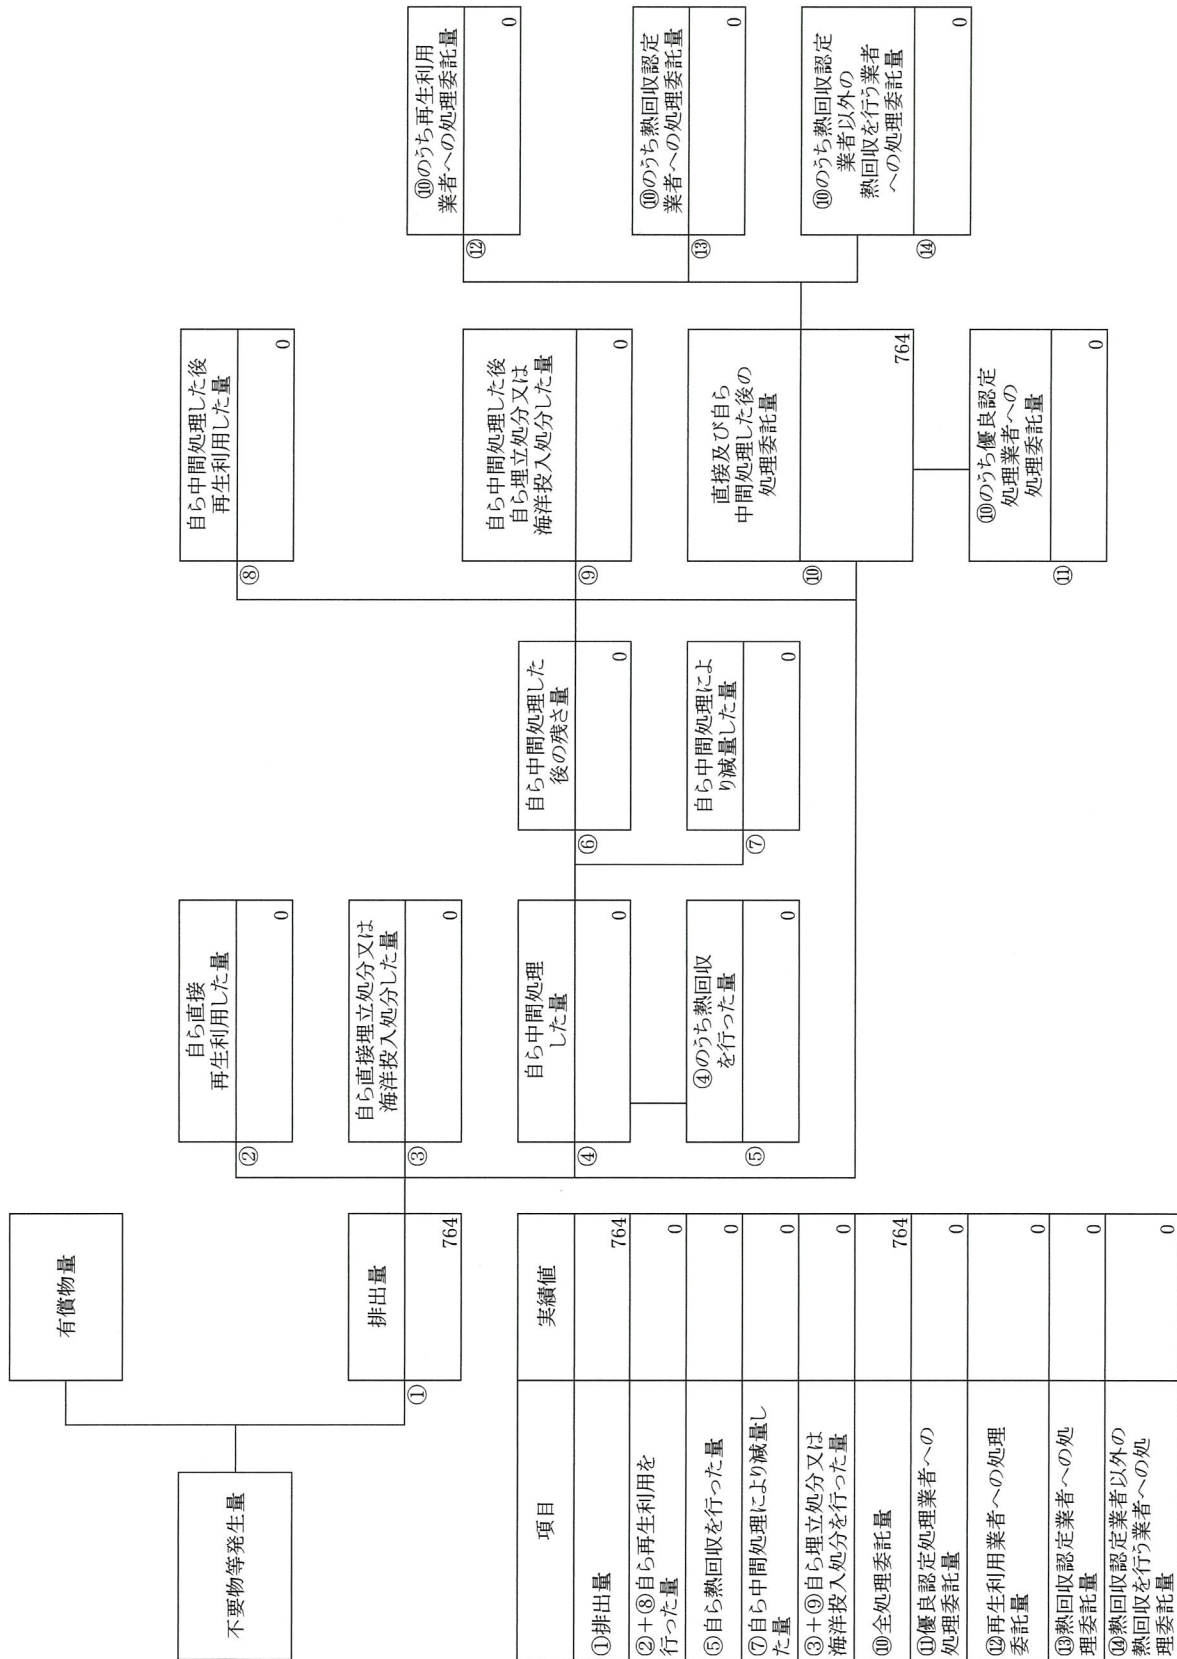 不要物等発生量
有償物量
①
排出量
764
②
自ら直接
再生利用した量
0
③
自ら直接埋立処分又は
海洋投入処分した量
0
④
自ら中間処理
した量
0
⑤
④のうち熱回収
を行った量
0
⑥
自ら中間処理した
後の残さ量
0
⑦
自ら中間処理によ
り減量した量
0
⑧
自ら中間処理した後
再生利用した量
0
⑨
自ら中間処理した後
自ら埋立処分又は
海洋投入処分した量
0
⑩
直接及び自ら
中間処理した後の
処理委託量
764
⑪
⑩のうち優良認定
処理業者への
処理委託量
0
⑫
⑩のうち再生利用
業者への処理委託量
0
⑬
⑩のうち熱回収認定
業者への処理委託量
0
⑭
⑩のうち熱回収認定
業者以外の
熱回収を行う業者
への処理委託量
0
項目 実績値
①排出量 764
②+⑧自ら再生利用を
行った量 0
⑤自ら熱回収を行った量 0
⑦自ら中間処理により減量し
た量 0
③+⑨自ら埋立処分又は
海洋投入処分を行った量 0
⑩全処理委託量 764
⑪優良認定処理業者への
処理委託量 0
⑫再生利用業者への処理
委託量 0
⑬熱回収認定業者への処
理委託量 0
⑭熱回収認定業者以外の
熱回収を行う業者への処
理委託量 0